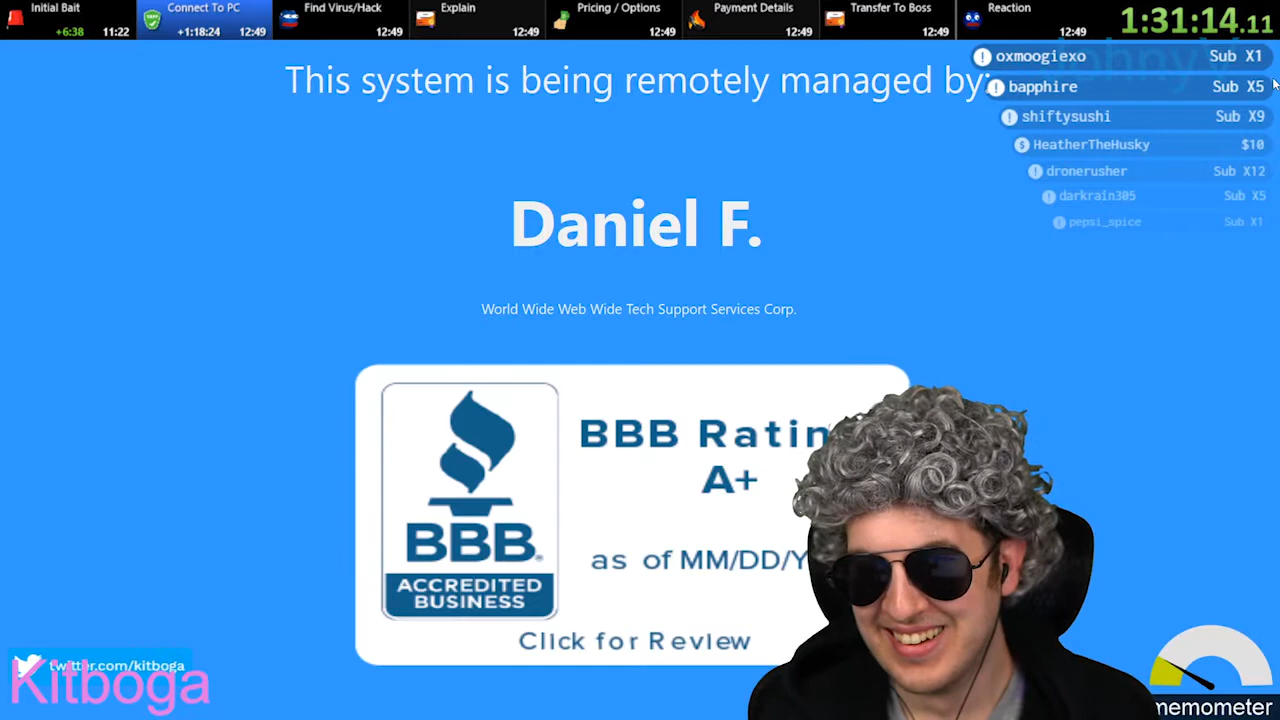 Initial Bait
+6:38 11:22
Connect To PC
+1:18:24 12:49
Find Virus/Hack
12:49
Explain
12:49
Pricing / Options
12:49
Payment Details
12:49
Transfer To Boss
12:49
Reaction
12:49
1:31:14.11
This system is being remotely managed by:
oxmoogiexo Sub X1
bapphire Sub X5
shiftysushi Sub X9
HeatherTheHusky $10
dronerusher Sub X12
darkrain305 Sub X5
pepsi_spice Sub X1
Daniel F.
World Wide Web Wide Tech Support Services Corp.
BBB Ratin
A+
BBB®
ACCREDITED
BUSINESS
as of MM/DD/Y
Click for Review
twitter.com/kitboga
Kitboga
memometer